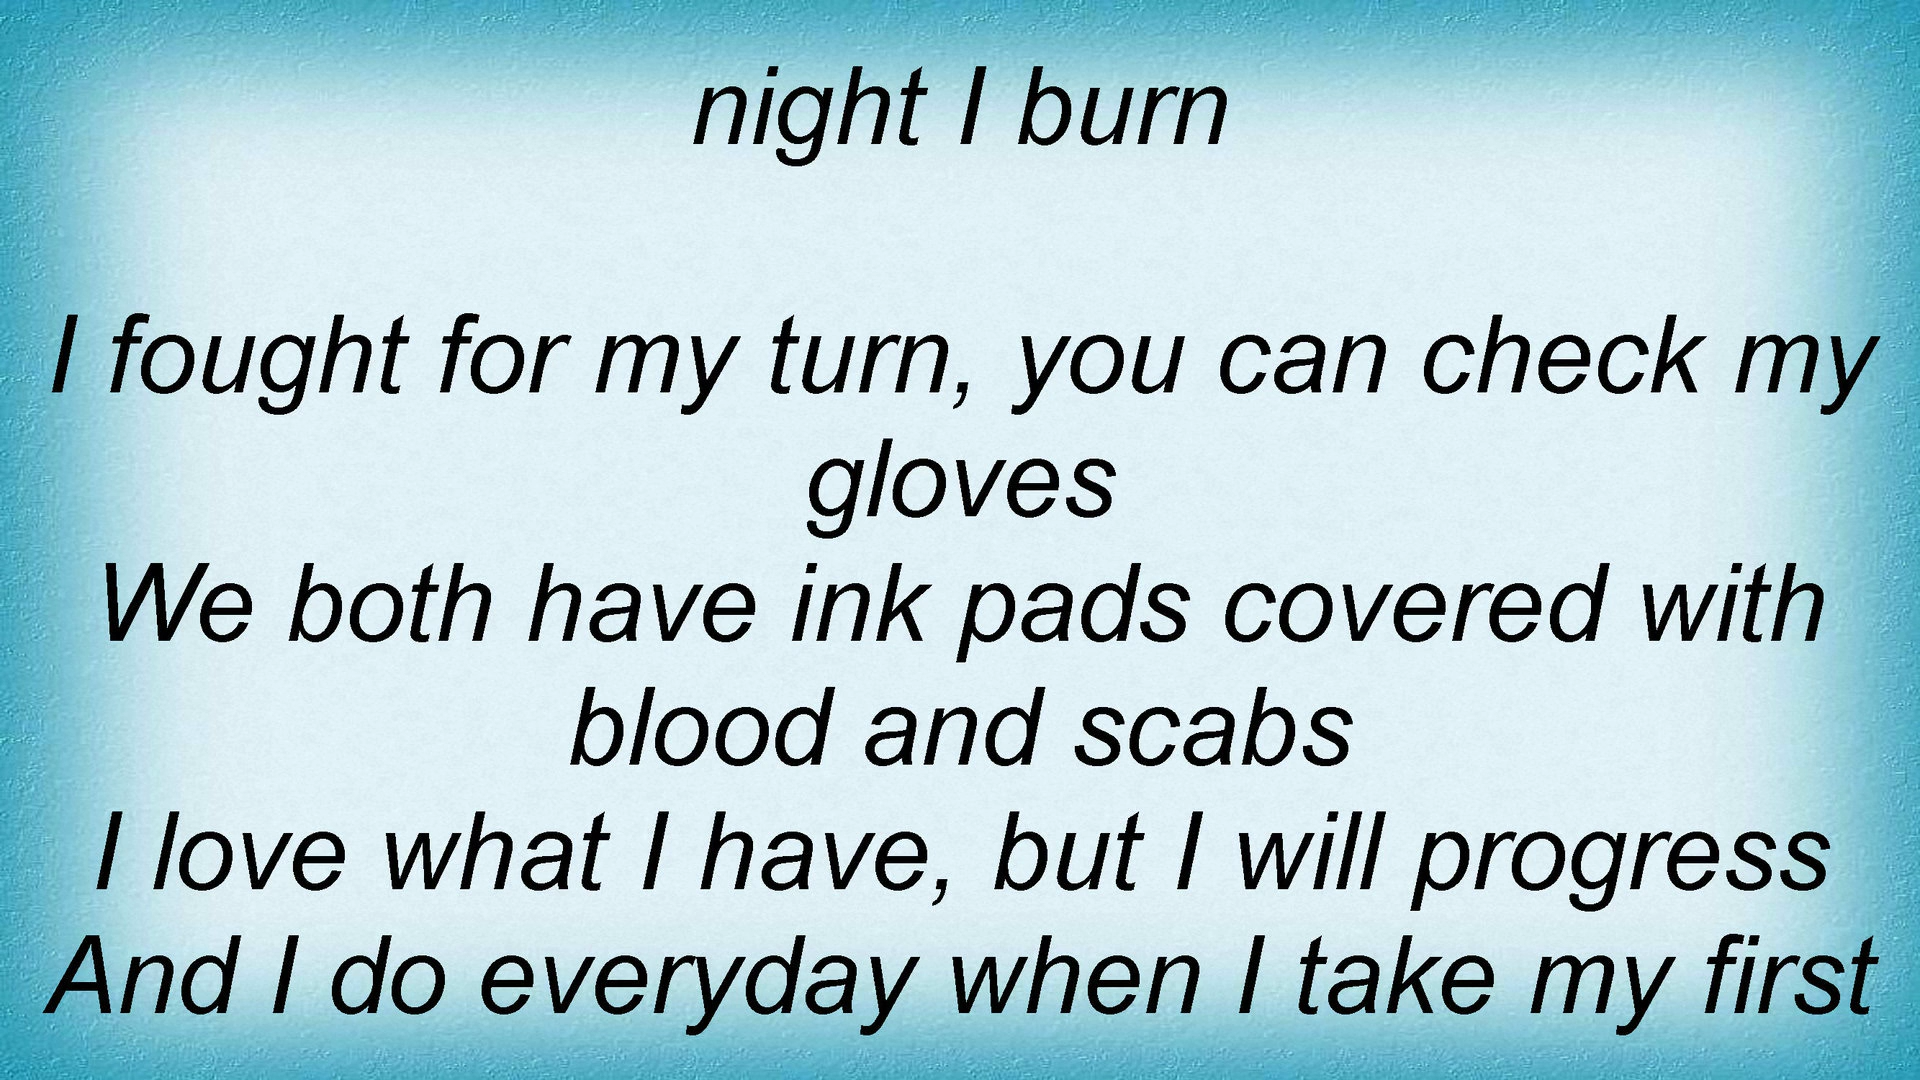 night I burn
I fought for my turn, you can check my
gloves
We both have ink pads covered with
blood and scabs
I love what I have, but I will progress
And I do everyday when I take my first